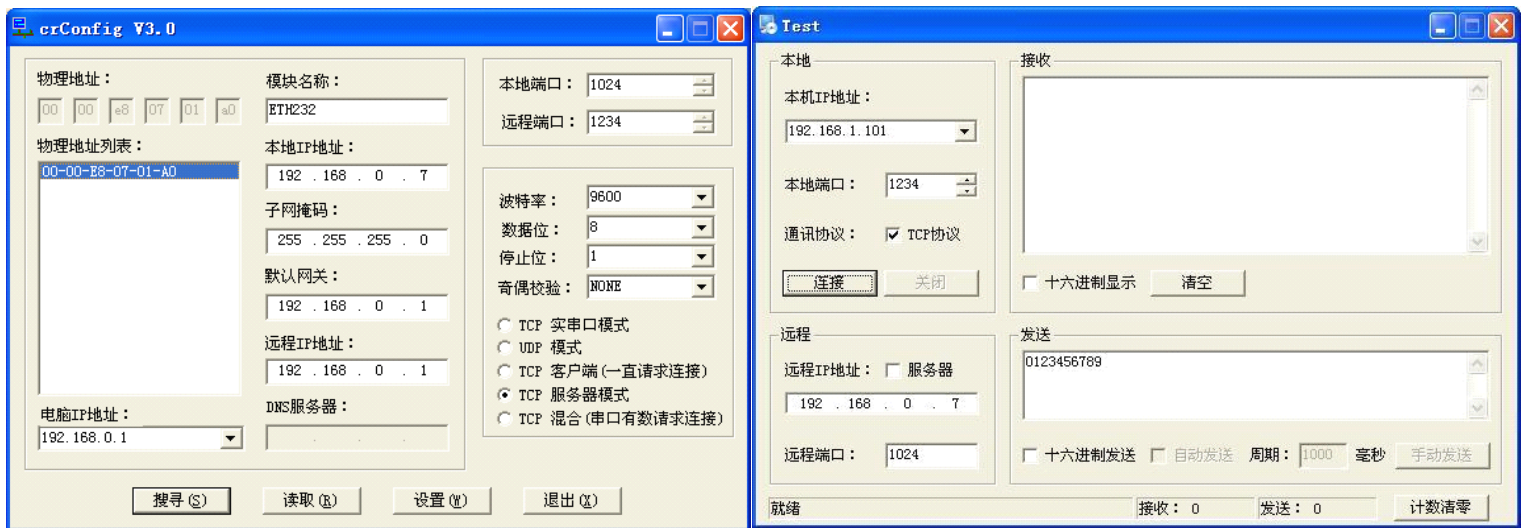 crConfig V3.0
物理地址：
00 00 e8 07 01 a0
物理地址列表：
00-00-E8-07-01-A0
电脑IP地址：
192.168.0.1
模块名称：
ETH232
本地IP地址：
192 . 168 . 0 . 7
子网掩码：
255 . 255 . 255 . 0
默认网关：
192 . 168 . 0 . 1
远程IP地址：
192 . 168 . 0 . 1
DNS服务器：
. . .
本地端口： 1024
远程端口： 1234
波特率： 9600
数据位： 8
停止位： 1
奇偶校验： NONE
TCP 实串口模式
UDP 模式
TCP 客户端(一直请求连接)
TCP 服务器模式
TCP 混合(串口有数请求连接)
搜寻(S) 读取(R) 设置(W) 退出(X)
Test
本地
本机IP地址：
192.168.1.101
本地端口： 1234
通讯协议： TCP协议
连接 关闭
接收
十六进制显示 清空
远程
远程IP地址： 服务器
192 . 168 . 0 . 7
远程端口： 1024
发送
0123456789
十六进制发送 自动发送 周期： 1000 毫秒 手动发送
就绪 接收： 0 发送： 0 计数清零